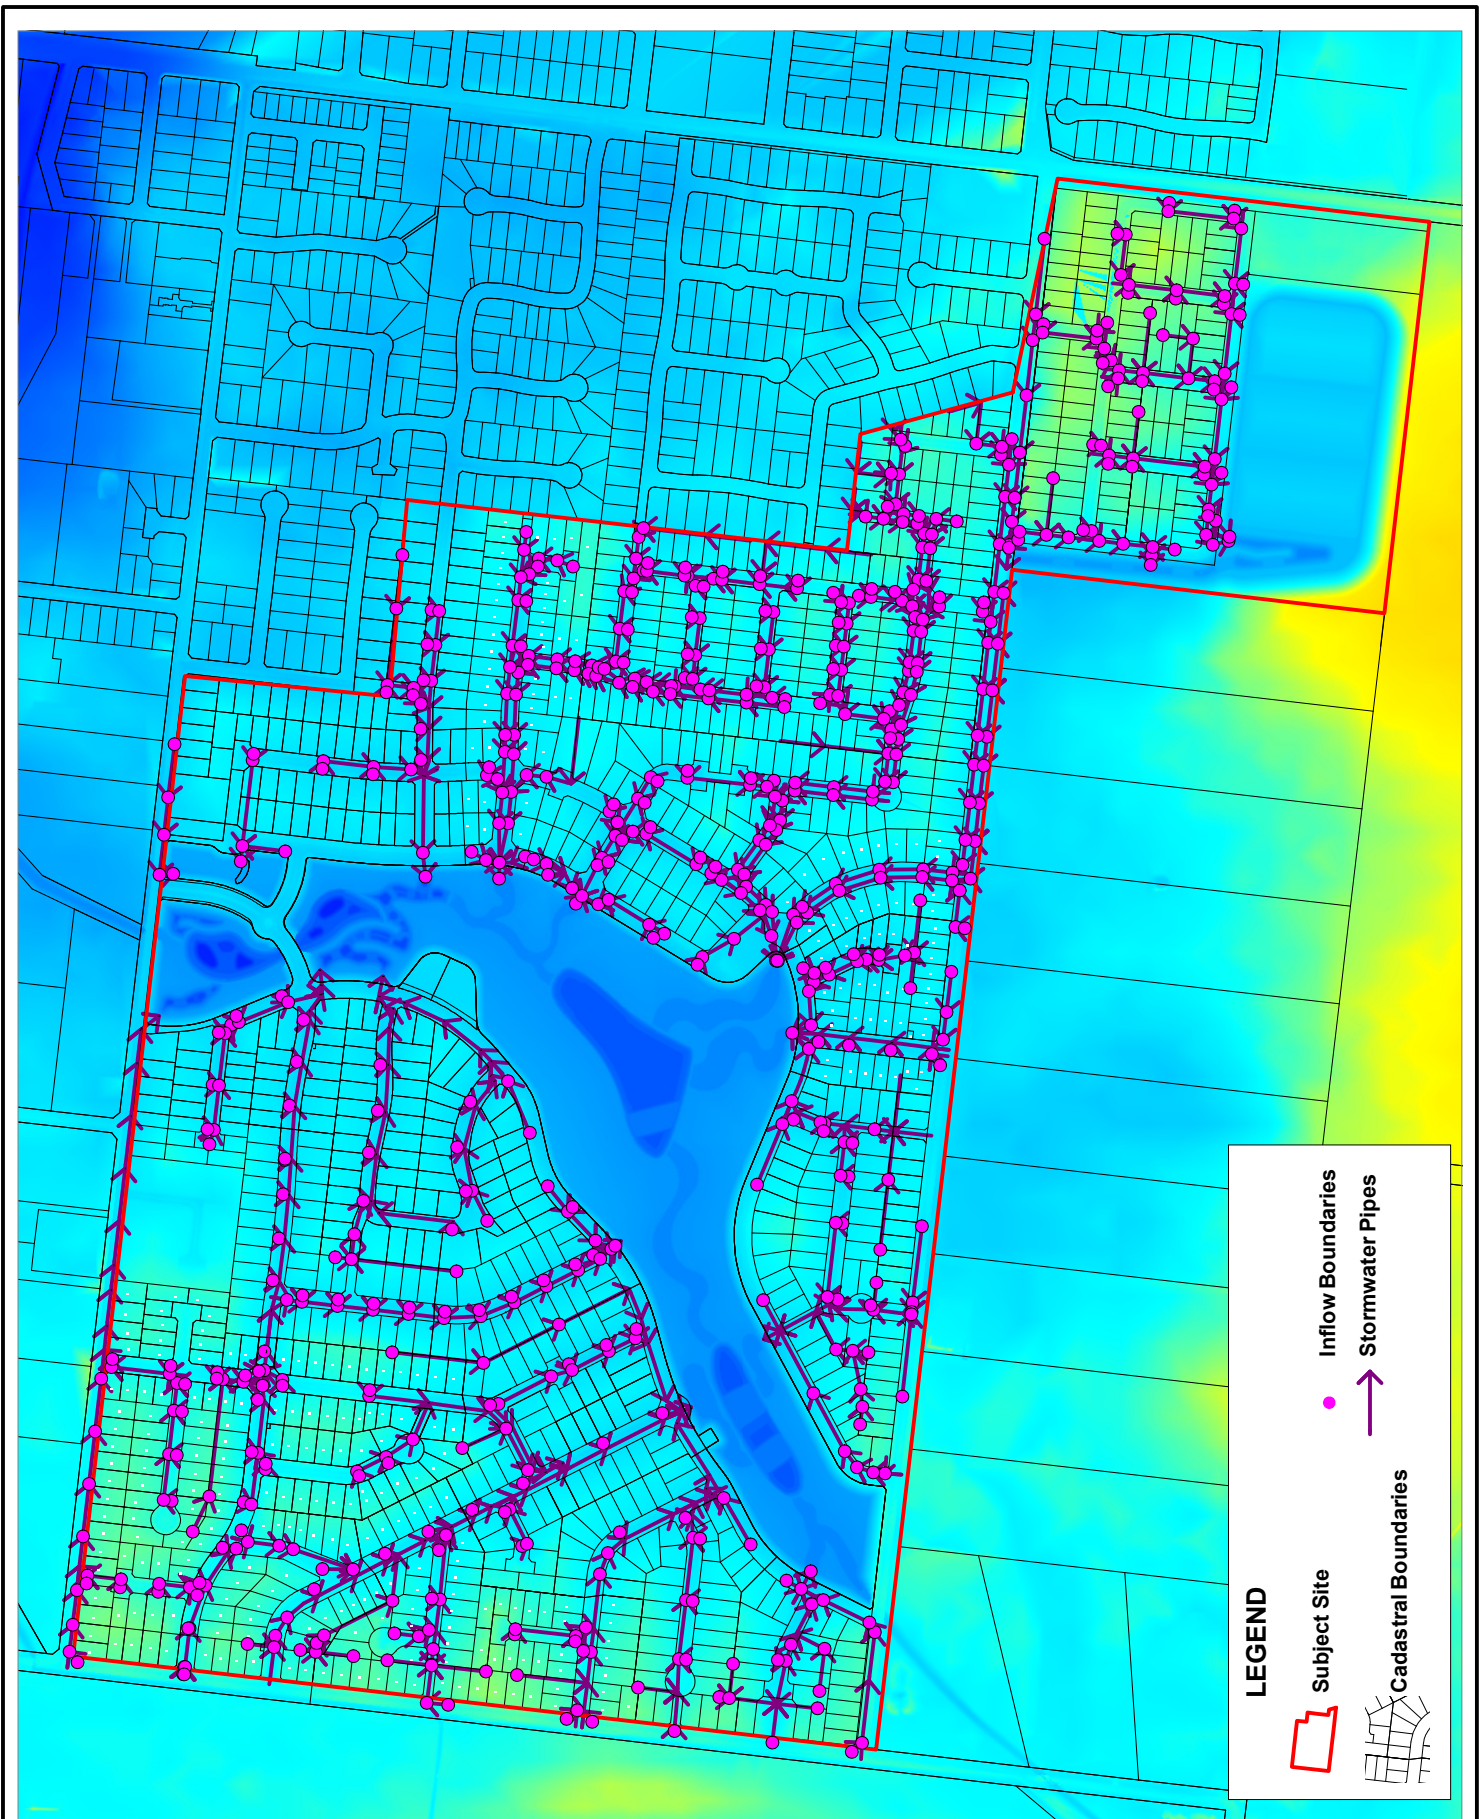 LEGEND
Subject Site
Cadastral Boundaries
Inflow Boundaries
Stormwater Pipes